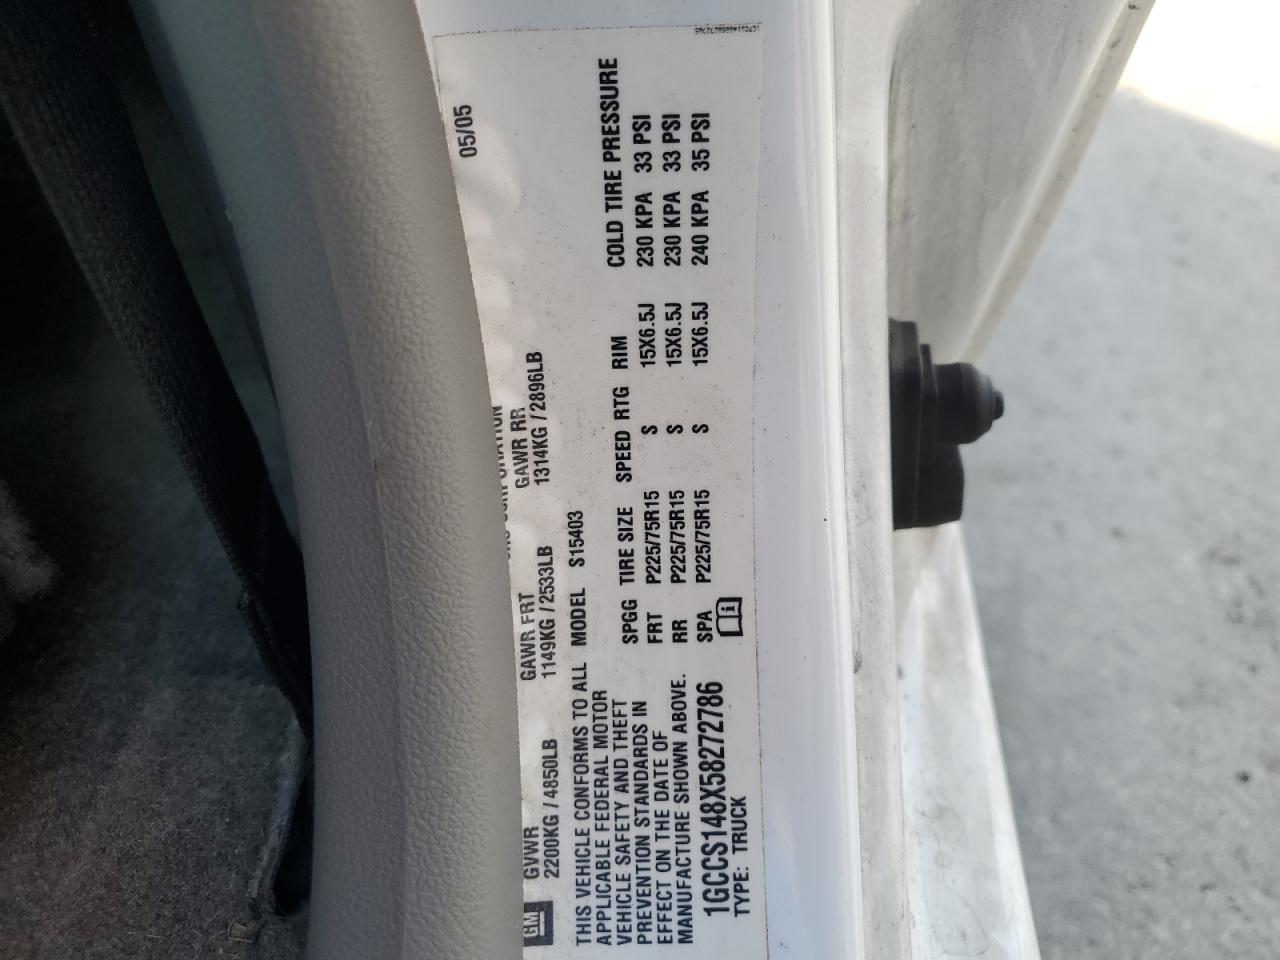 05/05
GM
GVWR GAWR FRT GAWR RR
2200KG / 4850LB 1149KG / 2533LB 1314KG / 2896LB
THIS VEHICLE CONFORMS TO ALL
APPLICABLE FEDERAL MOTOR
VEHICLE SAFETY AND THEFT
PREVENTION STANDARDS IN
EFFECT ON THE DATE OF
MANUFACTURE SHOWN ABOVE.
1GCCS148X58272786
TYPE: TRUCK
MODEL S15403
SPGG TIRE SIZE SPEED RTG RIM COLD TIRE PRESSURE
FRT P225/75R15 S 15X6.5J 230 KPA 33 PSI
RR P225/75R15 S 15X6.5J 230 KPA 33 PSI
SPA P225/75R15 S 15X6.5J 240 KPA 35 PSI